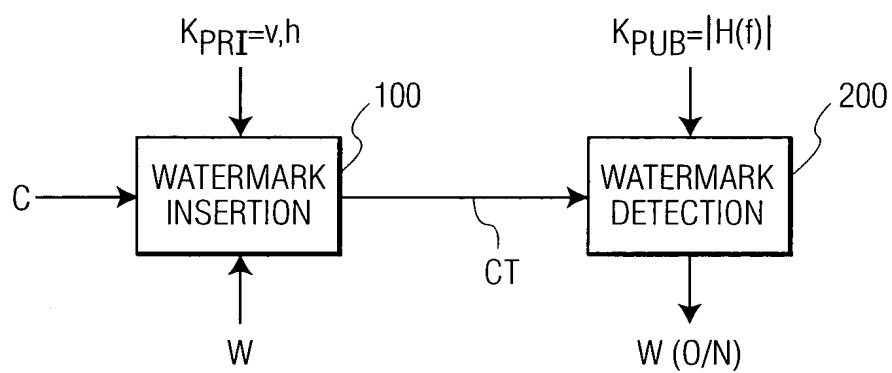 K_PRI=v,h
K_PUB=|H(f)|
100
200
C
WATERMARK
INSERTION
WATERMARK
DETECTION
CT
W
W (O/N)